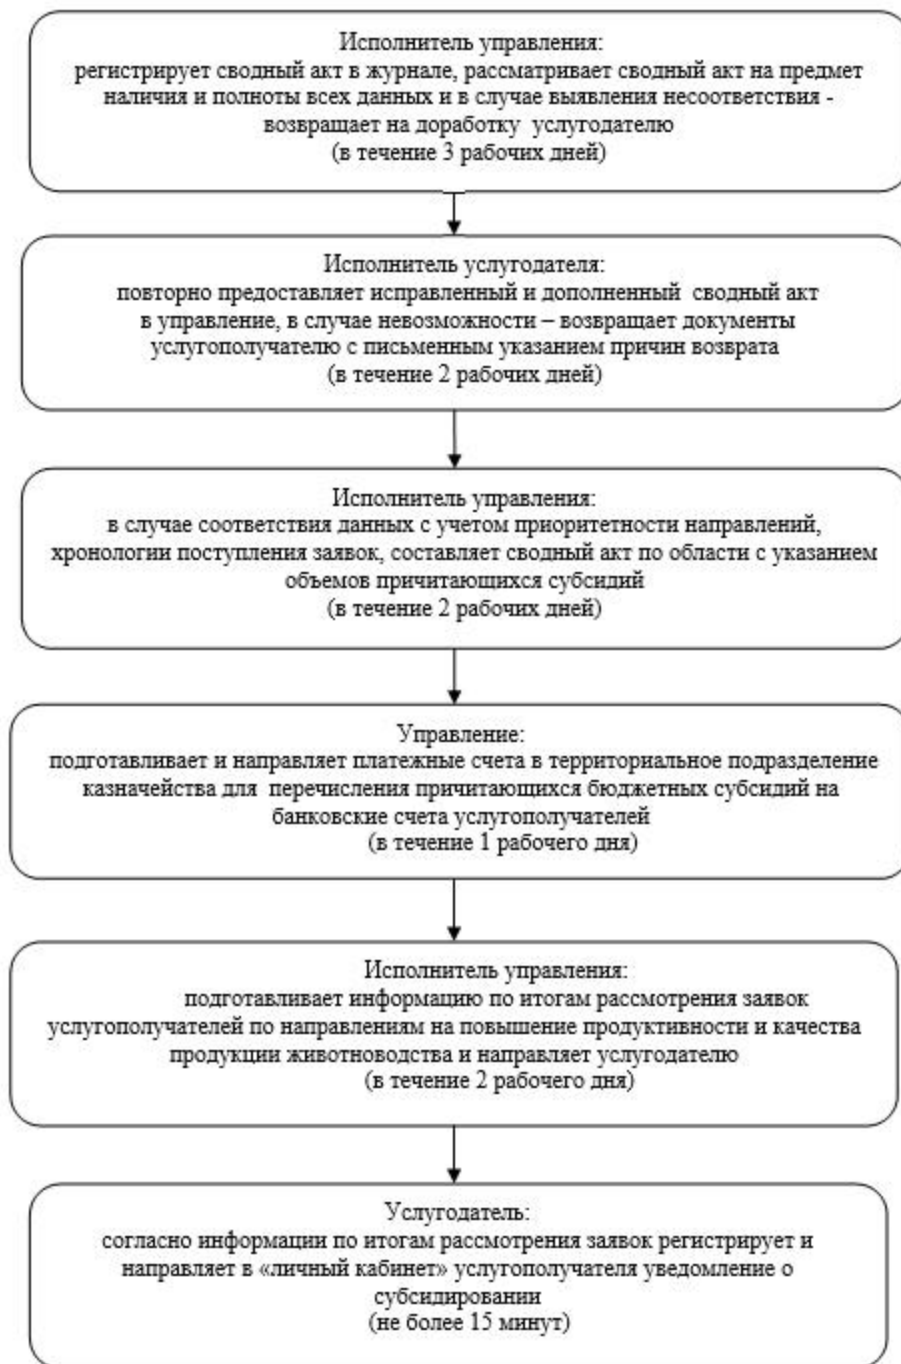 Исполнитель управления:
регистрирует сводный акт в журнале, рассматривает сводный акт на предмет
наличия и полноты всех данных и в случае выявления несоответствия -
возвращает на доработку услугодателю
(в течение 3 рабочих дней)
Исполнитель услугодателя:
повторно предоставляет исправленный и дополненный сводный акт
в управление, в случае невозможности – возвращает документы
услугополучателю с письменным указанием причин возврата
(в течение 2 рабочих дней)
Исполнитель управления:
в случае соответствия данных с учетом приоритетности направлений,
хронологии поступления заявок, составляет сводный акт по области с указанием
объемов причитающихся субсидий
(в течение 2 рабочих дней)
Управление:
подготавливает и направляет платежные счета в территориальное подразделение
казначейства для перечисления причитающихся бюджетных субсидий на
банковские счета услугополучателей
(в течение 1 рабочего дня)
Исполнитель управления:
подготавливает информацию по итогам рассмотрения заявок
услугополучателей по направлениям на повышение продуктивности и качества
продукции животноводства и направляет услугодателю
(в течение 2 рабочего дня)
Услугодатель:
согласно информации по итогам рассмотрения заявок регистрирует и
направляет в «личный кабинет» услугополучателя уведомление о
субсидировании
(не более 15 минут)